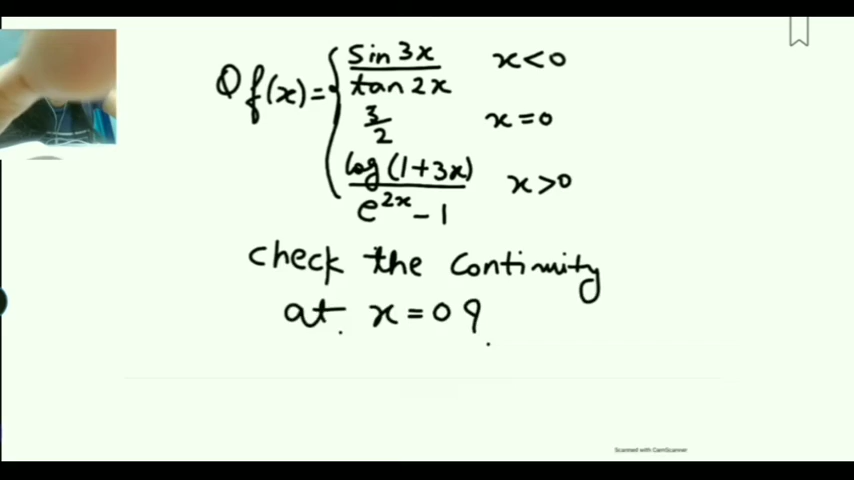 Q f(x) = { sin 3x / tan 2x x < 0
3/2 x = 0
log (1+3x) / e^2x - 1 x > 0
check the continuity
at x = 0 ?
Scanned with CamScanner